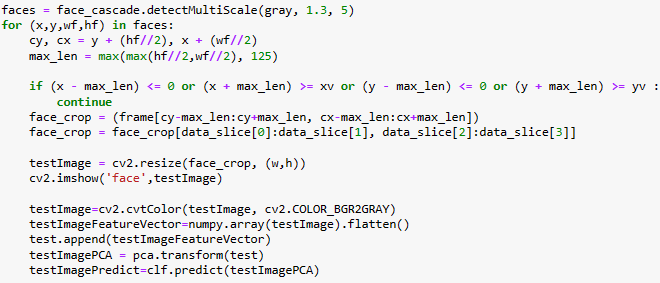 faces = face_cascade.detectMultiScale(gray, 1.3, 5)
for (x,y,wf,hf) in faces:
    cy, cx = y + (hf//2), x + (wf//2)
    max_len = max(max(hf//2,wf//2), 125)

    if (x - max_len) <= 0 or (x + max_len) >= xv or (y - max_len) <= 0 or (y + max_len) >= yv :
        continue
    face_crop = (frame[cy-max_len:cy+max_len, cx-max_len:cx+max_len])
    face_crop = face_crop[data_slice[0]:data_slice[1], data_slice[2]:data_slice[3]]

    testImage = cv2.resize(face_crop, (w,h))
    cv2.imshow('face',testImage)

    testImage=cv2.cvtColor(testImage, cv2.COLOR_BGR2GRAY)
    testImageFeatureVector=numpy.array(testImage).flatten()
    test.append(testImageFeatureVector)
    testImagePCA = pca.transform(test)
    testImagePredict=clf.predict(testImagePCA)